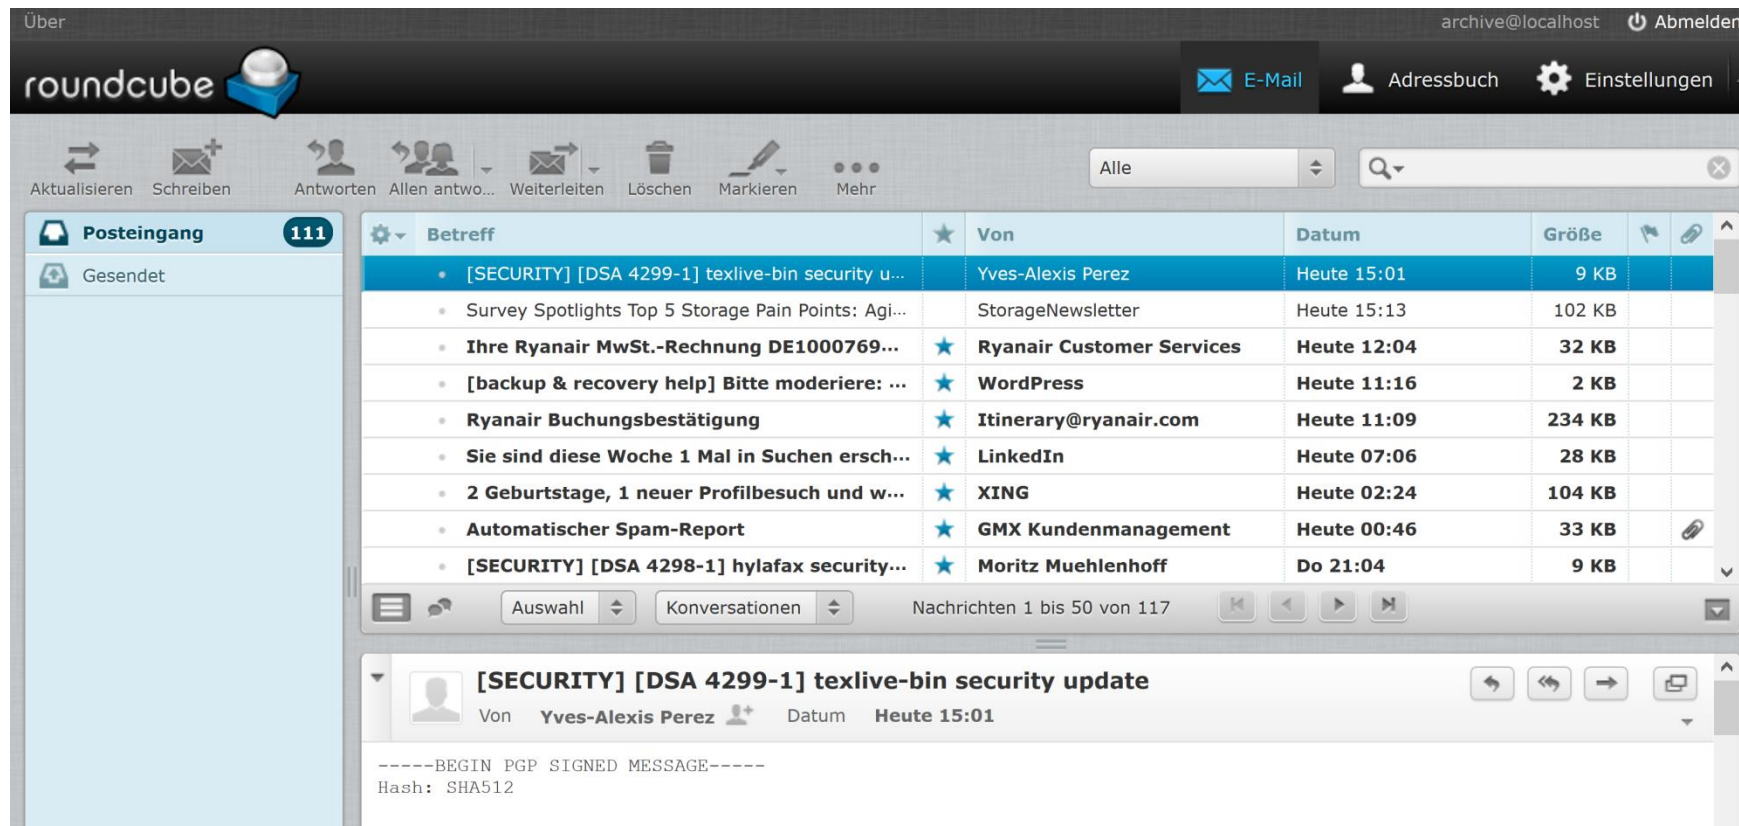 Über archive@localhost Abmelden
roundcube E-Mail Adressbuch Einstellungen
Aktualisieren Schreiben Antworten Allen antwo... Weiterleiten Löschen Markieren Mehr Alle
Posteingang 111
Gesendet
Betreff Von Datum Größe
[SECURITY] [DSA 4299-1] texlive-bin security u... Yves-Alexis Perez Heute 15:01 9 KB
Survey Spotlights Top 5 Storage Pain Points: Agi... StorageNewsletter Heute 15:13 102 KB
Ihre Ryanair MwSt.-Rechnung DE1000769... Ryanair Customer Services Heute 12:04 32 KB
[backup & recovery help] Bitte moderiere: ... WordPress Heute 11:16 2 KB
Ryanair Buchungsbestätigung Itinerary@ryanair.com Heute 11:09 234 KB
Sie sind diese Woche 1 Mal in Suchen ersch... LinkedIn Heute 07:06 28 KB
2 Geburtstage, 1 neuer Profilbesuch und w... XING Heute 02:24 104 KB
Automatischer Spam-Report GMX Kundenmanagement Heute 00:46 33 KB
[SECURITY] [DSA 4298-1] hylafax security... Moritz Muehlenhoff Do 21:04 9 KB
Auswahl Konversationen Nachrichten 1 bis 50 von 117
[SECURITY] [DSA 4299-1] texlive-bin security update
Von Yves-Alexis Perez Datum Heute 15:01
-----BEGIN PGP SIGNED MESSAGE-----
Hash: SHA512